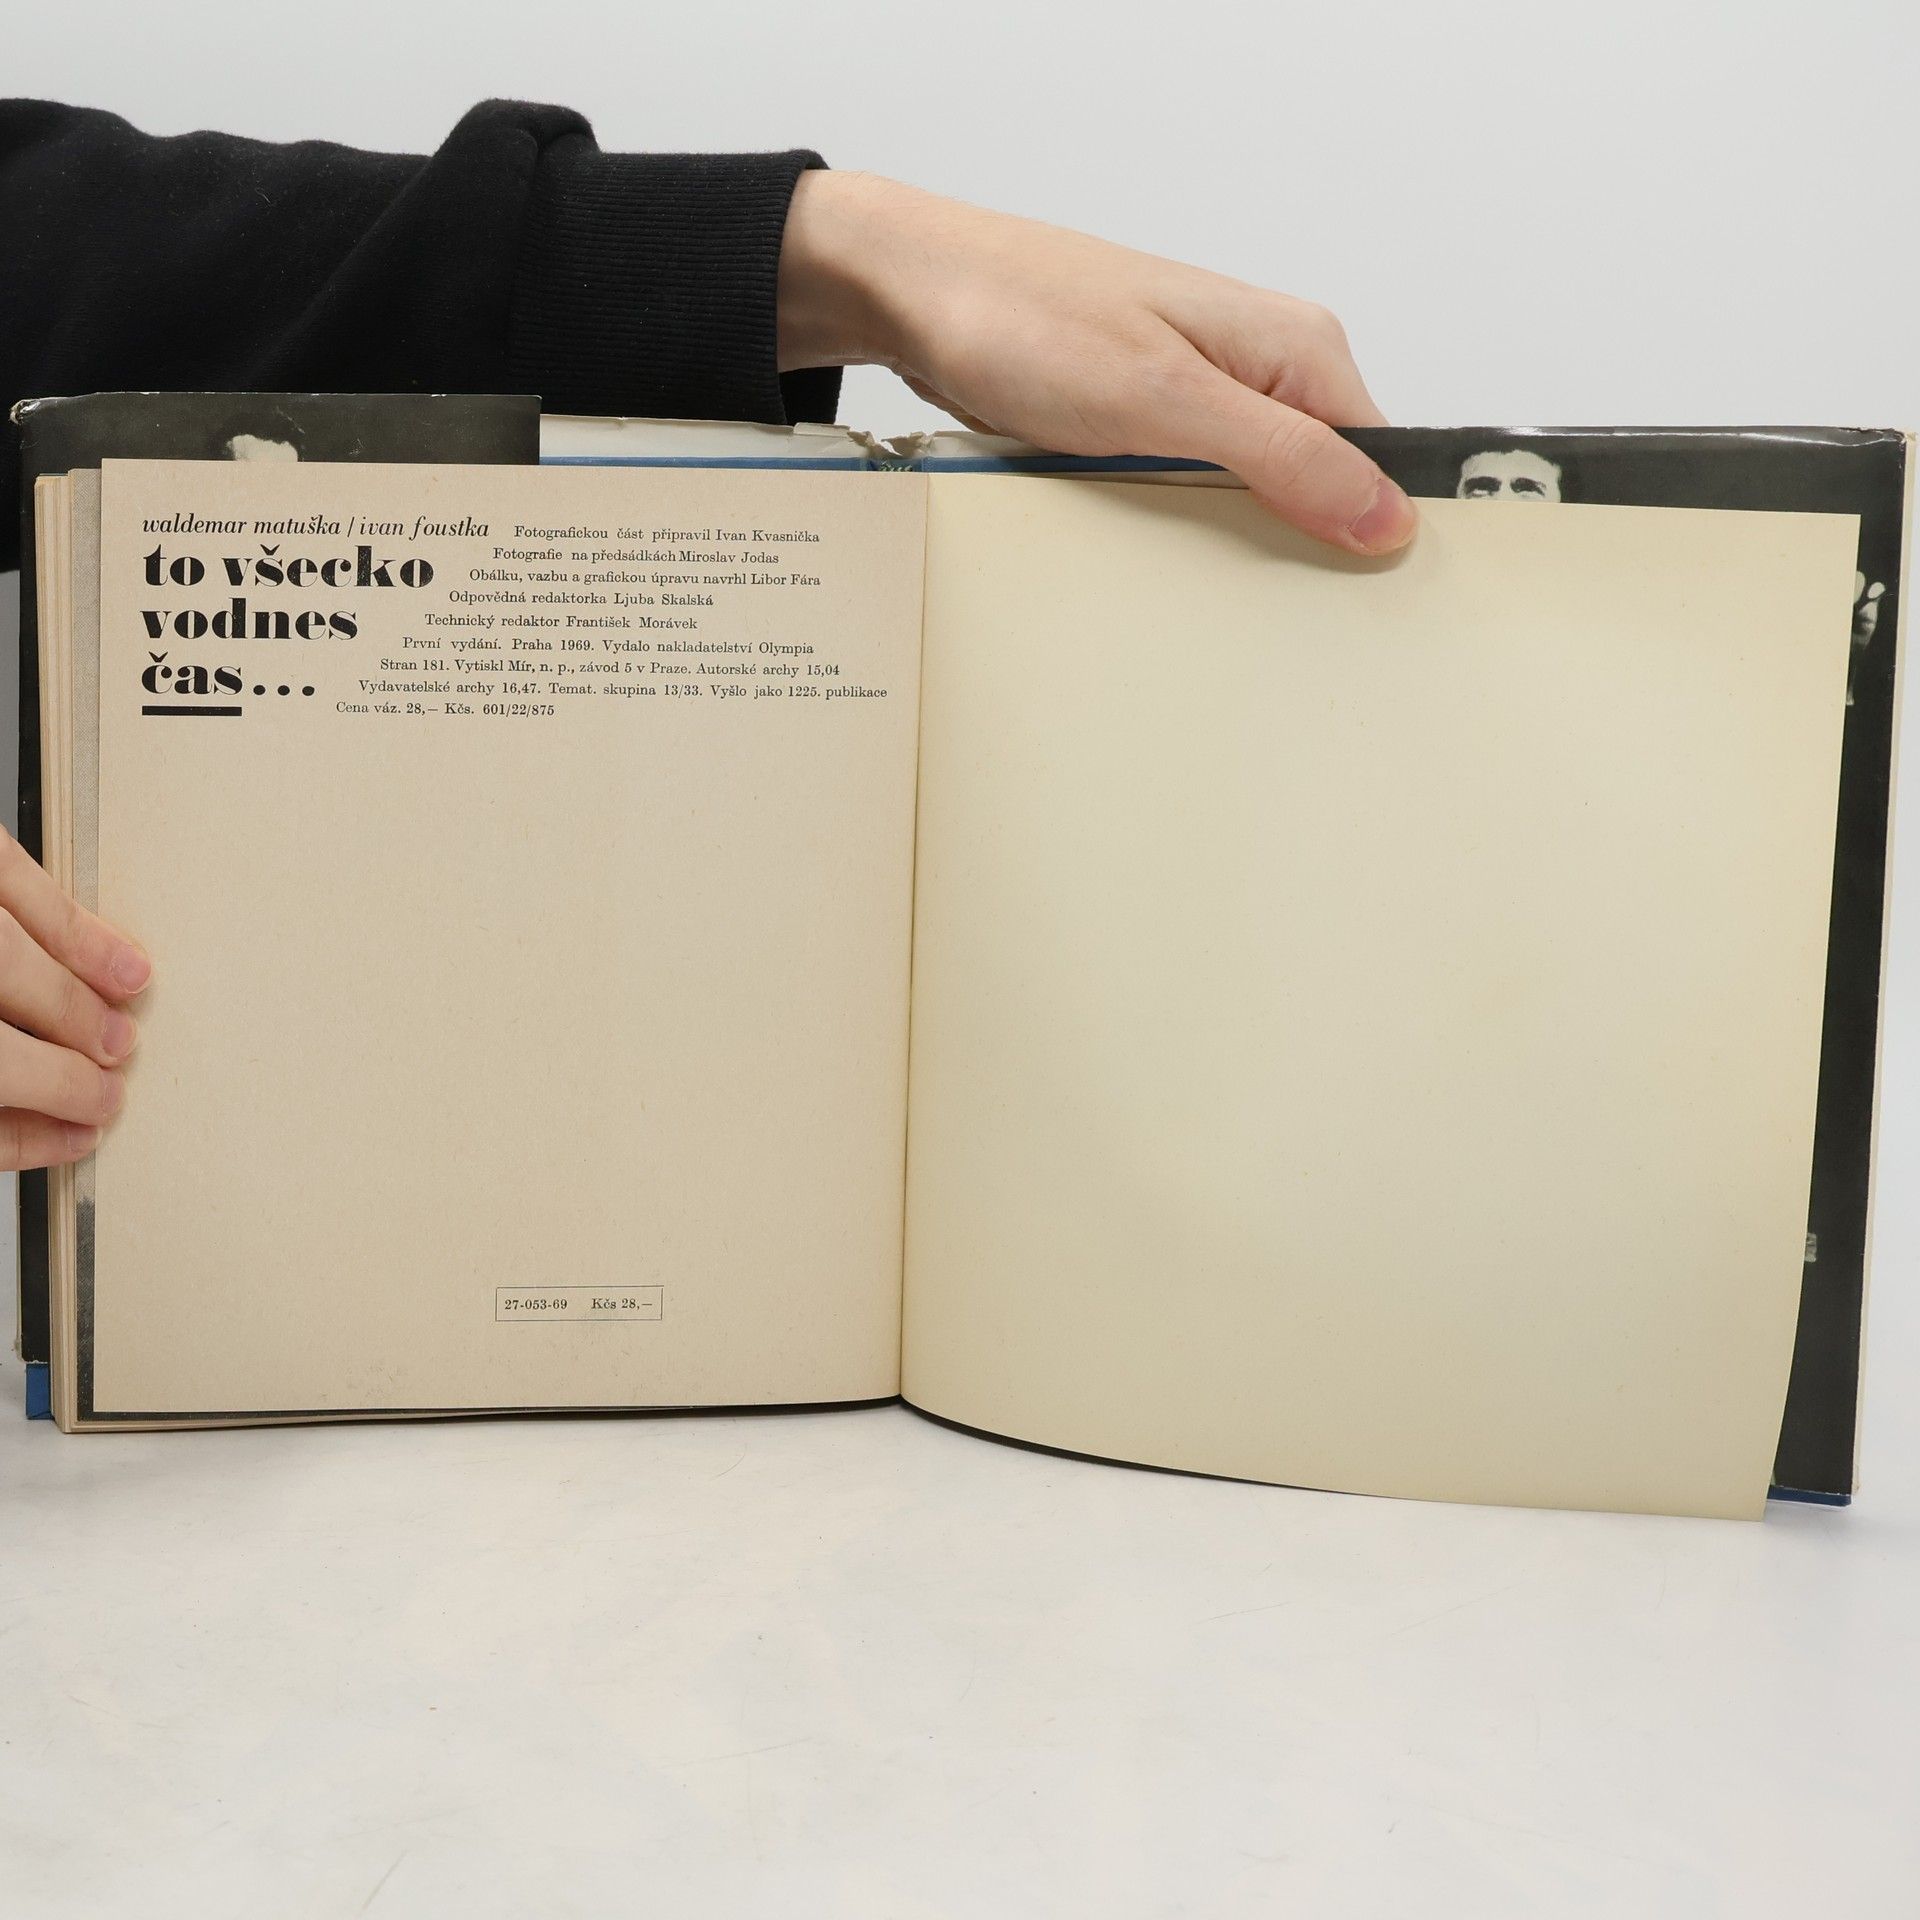 waldemar matuška / ivan foustka
to všecko
vodnes
čas...
Fotografickou část připravil Ivan Kvasnička
Fotografie na předsádkách Miroslav Jodas
Obálku, vazbu a grafickou úpravu navrhl Libor Fára
Odpovědná redaktorka Ljuba Skalská
Technický redaktor František Morávek
První vydání. Praha 1969. Vydalo nakladatelství Olympia
Stran 181. Vytiskl Mír, n. p., závod 5 v Praze. Autorské archy 15,04
Vydavatelské archy 16,47. Temat. skupina 13/33. Vyšlo jako 1225. publikace
Cena váz. 28,— Kčs. 601/22/875
27-053-69 Kčs 28,—